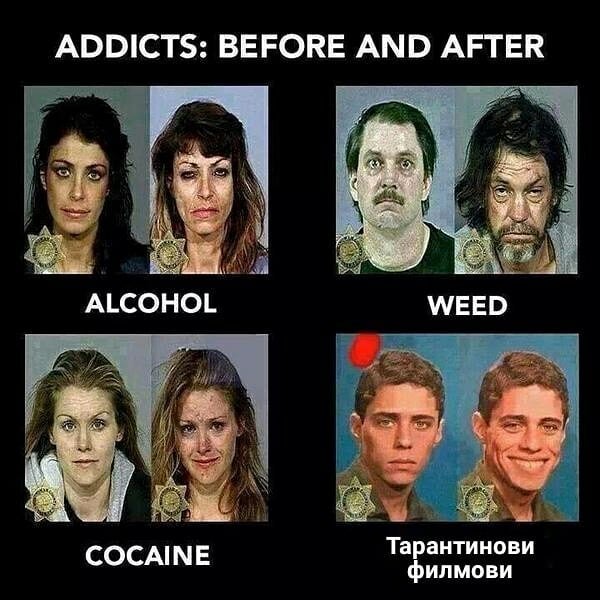 ADDICTS: BEFORE AND AFTER
ALCOHOL
WEED
COCAINE
Тарантинови
филмови